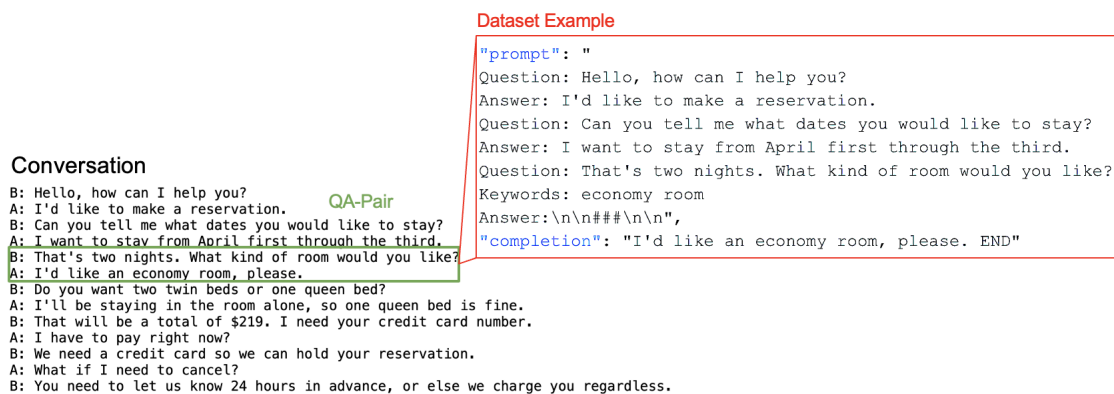 Dataset Example
"prompt": "
Question: Hello, how can I help you?
Answer: I'd like to make a reservation.
Question: Can you tell me what dates you would like to stay?
Answer: I want to stay from April first through the third.
Question: That's two nights. What kind of room would you like?
Keywords: economy room
Answer:\n\n###\n\n",
"completion": "I'd like an economy room, please. END"
Conversation
QA-Pair
B: Hello, how can I help you?
A: I'd like to make a reservation.
B: Can you tell me what dates you would like to stay?
A: I want to stay from April first through the third.
B: That's two nights. What kind of room would you like?
A: I'd like an economy room, please.
B: Do you want two twin beds or one queen bed?
A: I'll be staying in the room alone, so one queen bed is fine.
B: That will be a total of $219. I need your credit card number.
A: I have to pay right now?
B: We need a credit card so we can hold your reservation.
A: What if I need to cancel?
B: You need to let us know 24 hours in advance, or else we charge you regardless.